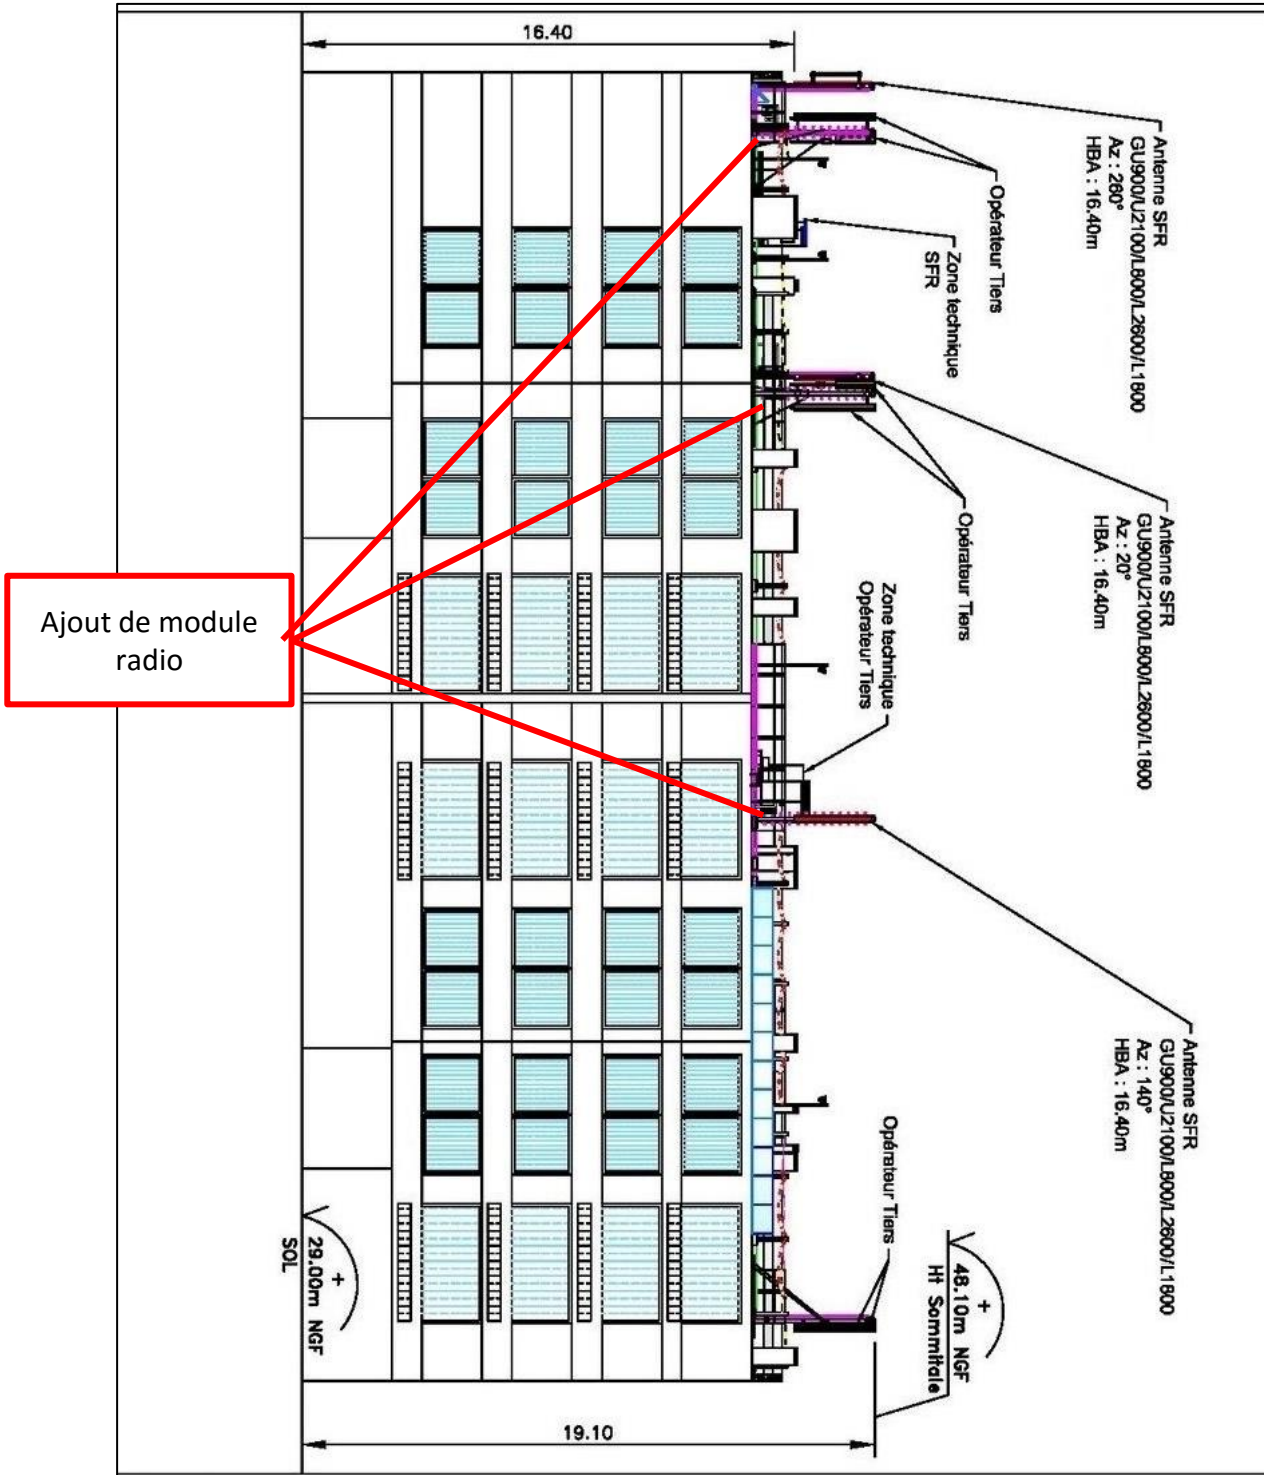 16.40
Antenne SFR
GU900/U2100/L800/L2600/L1800
Az : 260°
HBA : 16.40m
Opérateur Tiers
Zone technique
SFR
Antenne SFR
GU900/U2100/L800/L2600/L1800
Az : 20°
HBA : 16.40m
Opérateur Tiers
Zone technique
Opérateur Tiers
Ajout de module
radio
Antenne SFR
GU900/U2100/L800/L2600/L1800
Az : 140°
HBA : 16.40m
Opérateur Tiers
+
48.10m NGF
Ht Sommitale
+
29.00m NGF
SOL
19.10